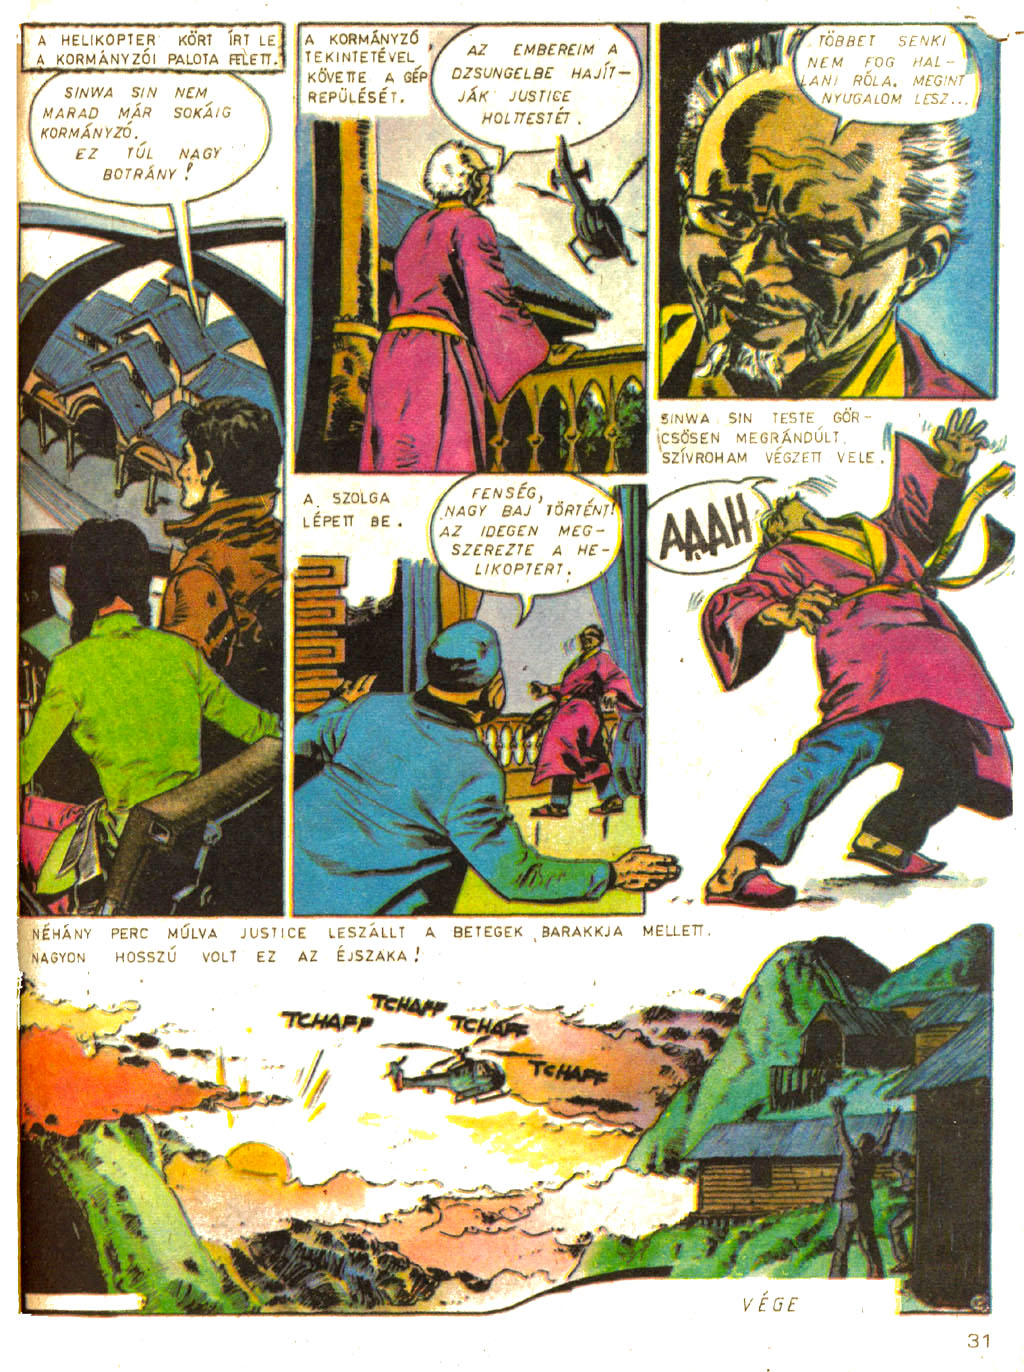 A HELIKOPTER KÖRT ÍRT LE
A KORMÁNYZÓI PALOTA FELETT.
SINWA SIN NEM
MARAD MÁR SOKÁIG
KORMÁNYZÓ.
EZ TÚL NAGY
BOTRÁNY!
A KORMÁNYZÓ
TEKINTETÉVEL
KÖVETTE A GÉP
REPÜLÉSÉT.
AZ EMBEREIM A
DZSUNGELBE HAJÍT-
JÁK JUSTICE
HOLTTESTÉT.
TÖBBET SENKI
NEM FOG HAL-
LANI RÓLA. MEGINT
NYUGALOM LESZ...
A SZOLGA
LÉPETT BE.
FENSÉG,
NAGY BAJ TÖRTÉNT!
AZ IDEGEN MEG-
SZEREZTE A HE-
LIKOPTERT.
SINWA SIN TESTE GÖR-
CSÖSEN MEGRÁNDÚLT.
SZÍVROHAM VÉGZETT VELE.
AAAH
NÉHÁNY PERC MÚLVA JUSTICE LESZÁLLT A BETEGEK BARAKKJA MELLETT.
NAGYON HOSSZÚ VOLT EZ AZ ÉJSZAKA!
TCHAFF
TCHAFF
TCHAFF
TCHAFF
VÉGE
31